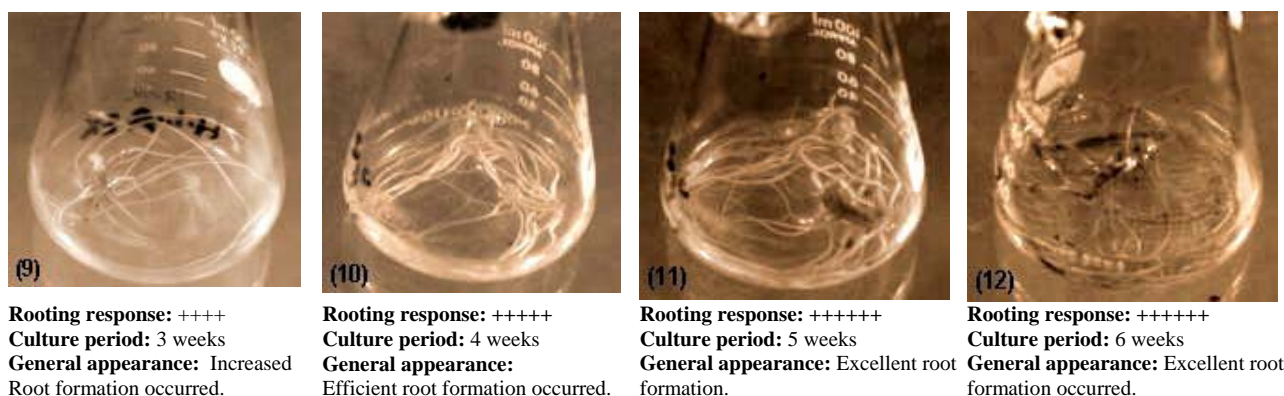 (9)
(10)
(11)
(12)
Rooting response: ++++
Culture period: 3 weeks
General appearance: Increased
Root formation occurred.
Rooting response: +++++
Culture period: 4 weeks
General appearance:
Efficient root formation occurred.
Rooting response: ++++++
Culture period: 5 weeks
General appearance: Excellent root
formation.
Rooting response: ++++++
Culture period: 6 weeks
General appearance: Excellent root
formation occurred.